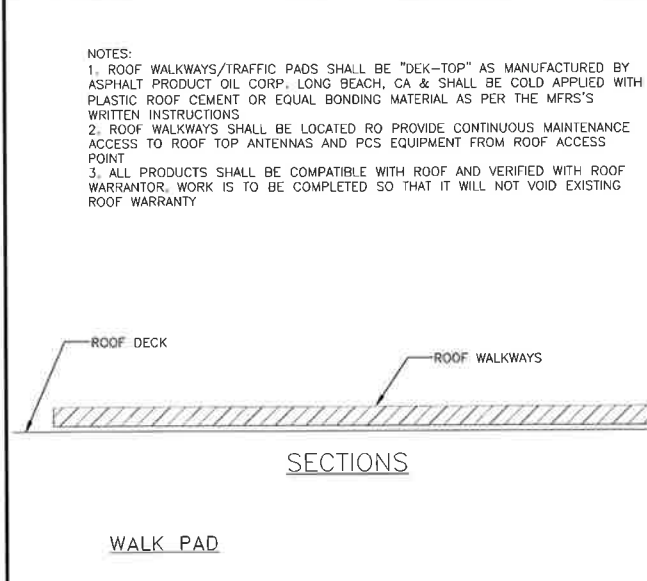 NOTES:
1. ROOF WALKWAYS/TRAFFIC PADS SHALL BE "DEK-TOP" AS MANUFACTURED BY
ASPHALT PRODUCT OIL CORP. LONG BEACH, CA & SHALL BE COLD APPLIED WITH
PLASTIC ROOF CEMENT OR EQUAL BONDING MATERIAL AS PER THE MFRS'S
WRITTEN INSTRUCTIONS
2. ROOF WALKWAYS SHALL BE LOCATED RO PROVIDE CONTINUOUS MAINTENANCE
ACCESS TO ROOF TOP ANTENNAS AND PCS EQUIPMENT FROM ROOF ACCESS
POINT
3. ALL PRODUCTS SHALL BE COMPATIBLE WITH ROOF AND VERIFIED WITH ROOF
WARRANTOR. WORK IS TO BE COMPLETED SO THAT IT WILL NOT VOID EXISTING
ROOF WARRANTY
ROOF DECK
ROOF WALKWAYS
SECTIONS
WALK PAD